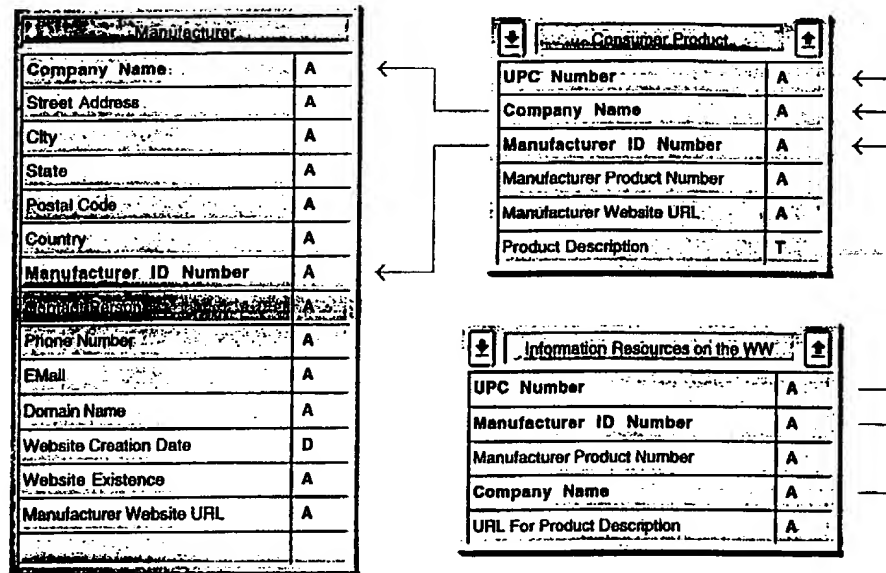 Manufacturer
Company Name A
Street Address A
City A
State A
Postal Code A
Country A
Manufacturer ID Number A
Contact Person A
Phone Number A
EMail A
Domain Name A
Website Creation Date D
Website Existence A
Manufacturer Website URL A
Consumer Product
UPC Number A
Company Name A
Manufacturer ID Number A
Manufacturer Product Number A
Manufacturer Website URL A
Product Description T
Information Resources on the WW
UPC Number A
Manufacturer ID Number A
Manufacturer Product Number A
Company Name A
URL For Product Description A